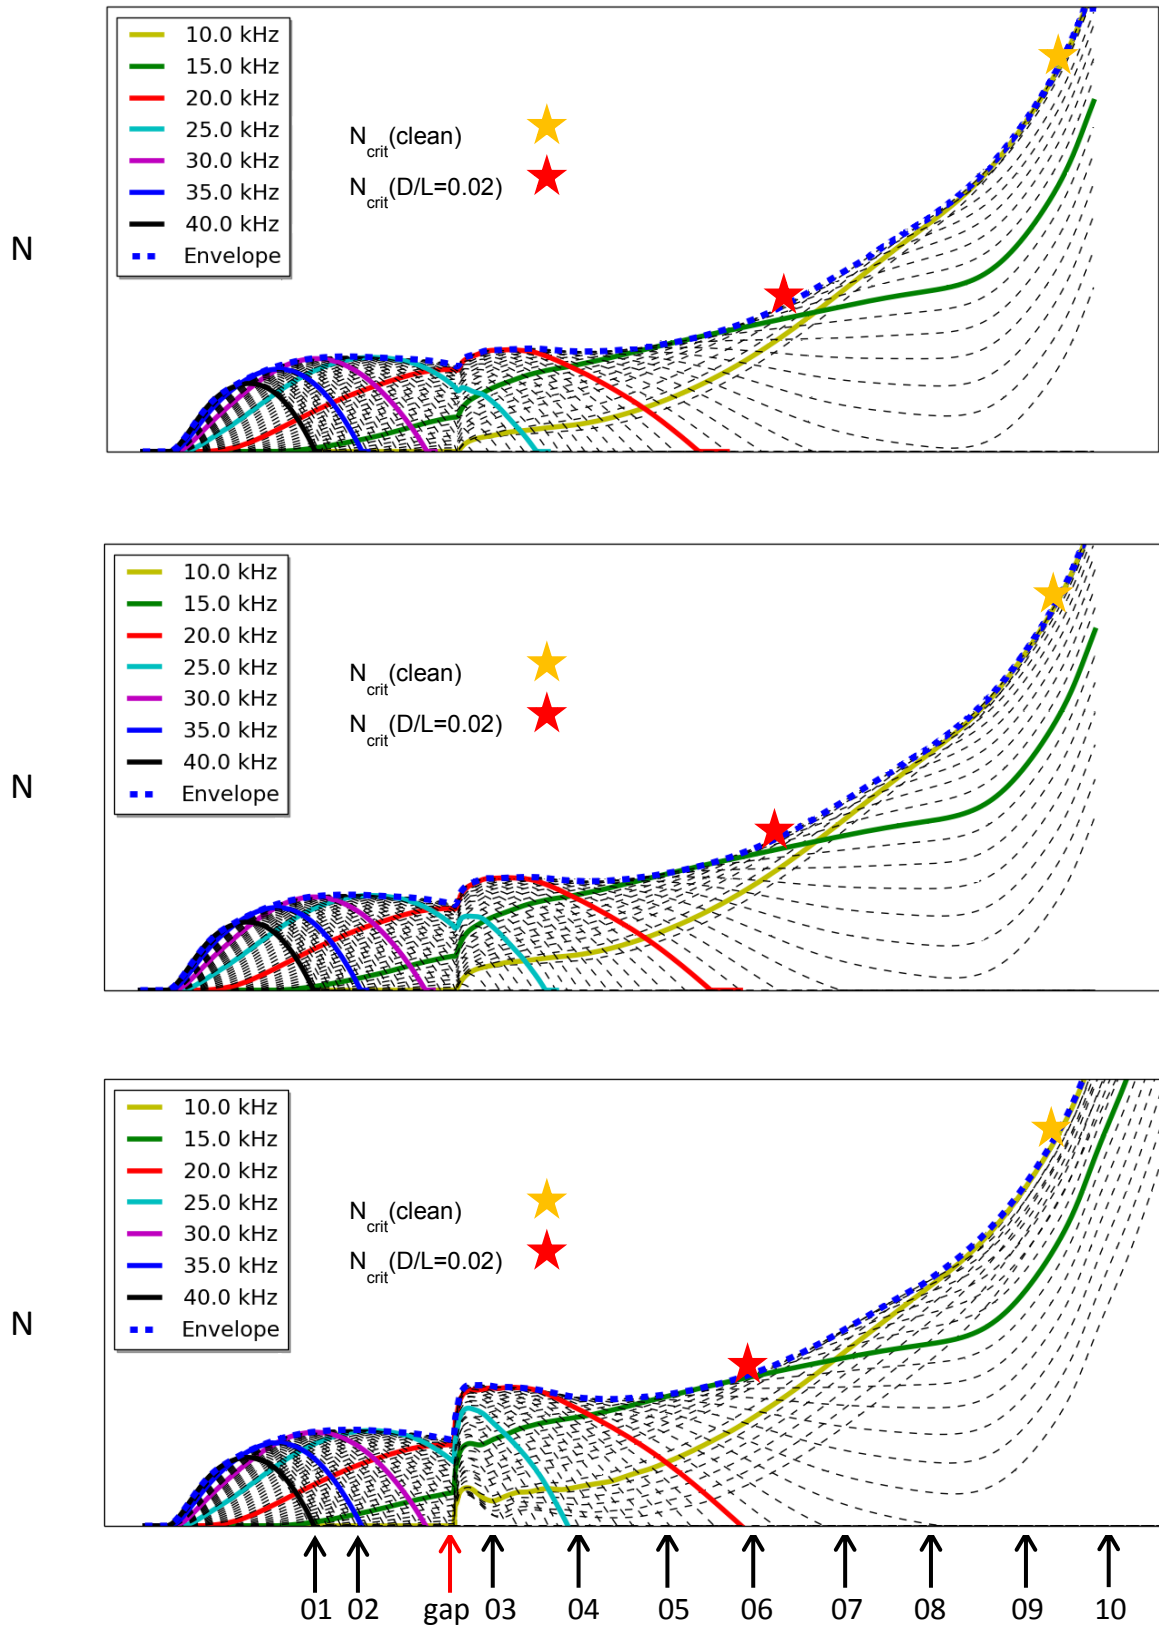 10.0 kHz
15.0 kHz
20.0 kHz
25.0 kHz
30.0 kHz
35.0 kHz
40.0 kHz
Envelope
N
Ncrit(clean)
Ncrit(D/L=0.02)
10.0 kHz
15.0 kHz
20.0 kHz
25.0 kHz
30.0 kHz
35.0 kHz
40.0 kHz
Envelope
N
Ncrit(clean)
Ncrit(D/L=0.02)
10.0 kHz
15.0 kHz
20.0 kHz
25.0 kHz
30.0 kHz
35.0 kHz
40.0 kHz
Envelope
N
Ncrit(clean)
Ncrit(D/L=0.02)
01 02 gap 03 04 05 06 07 08 09 10